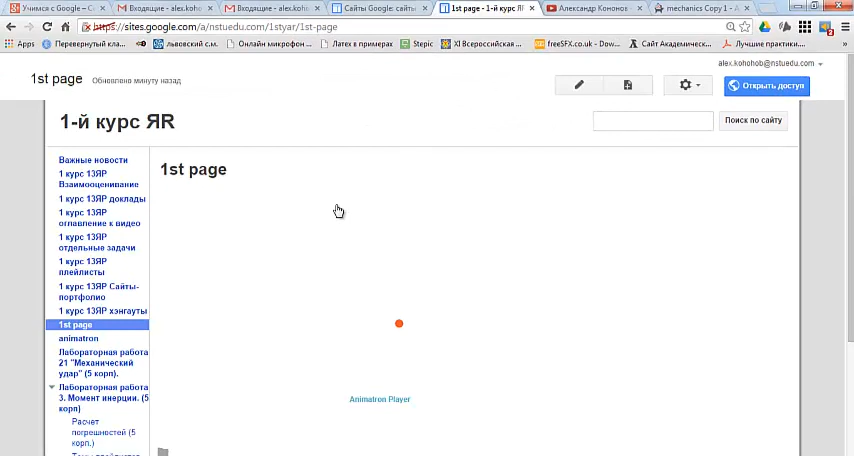 Учимся с Google – С
Входящие - alex.koho
Входящие - alex.koho
Сайты Google: сайты
1st page - 1-й курс ЯR
Александр Кононов -
mechanics Copy 1 - A
https://sites.google.com/a/nstuedu.com/1styar/1st-page
Сервисы
Перевернутый клю...
львовский с.м.
Онлайн микрофон ...
Латех в примерах
Stepic
XI Всероссийская ...
freeSFX.co.uk - Dow...
Сайт Академическ...
Лучшие практики....
alex.kohohob@nstuedu.com
1st page
Обновлено минуту назад
Открыть доступ
1-й курс ЯR
Поиск по сайту
Важные новости
1 курс 13ЯР
Взаимооценивание
1 курс 13ЯР доклады
1 курс 13ЯР
оглавление к видео
1 курс 13ЯР
отдельные задачи
1 курс 13ЯР
плейлисты
1 курс 13ЯР Сайты-
портфолио
1 курс 13ЯР хэнгауты
1st page
animatron
Лабораторная работа
21 "Механический
удар" (5 корп).
Лабораторная работа
3. Момент инерции. (5
корп)
Расчет
погрешностей (5
корп.)
1st page
Animatron Player